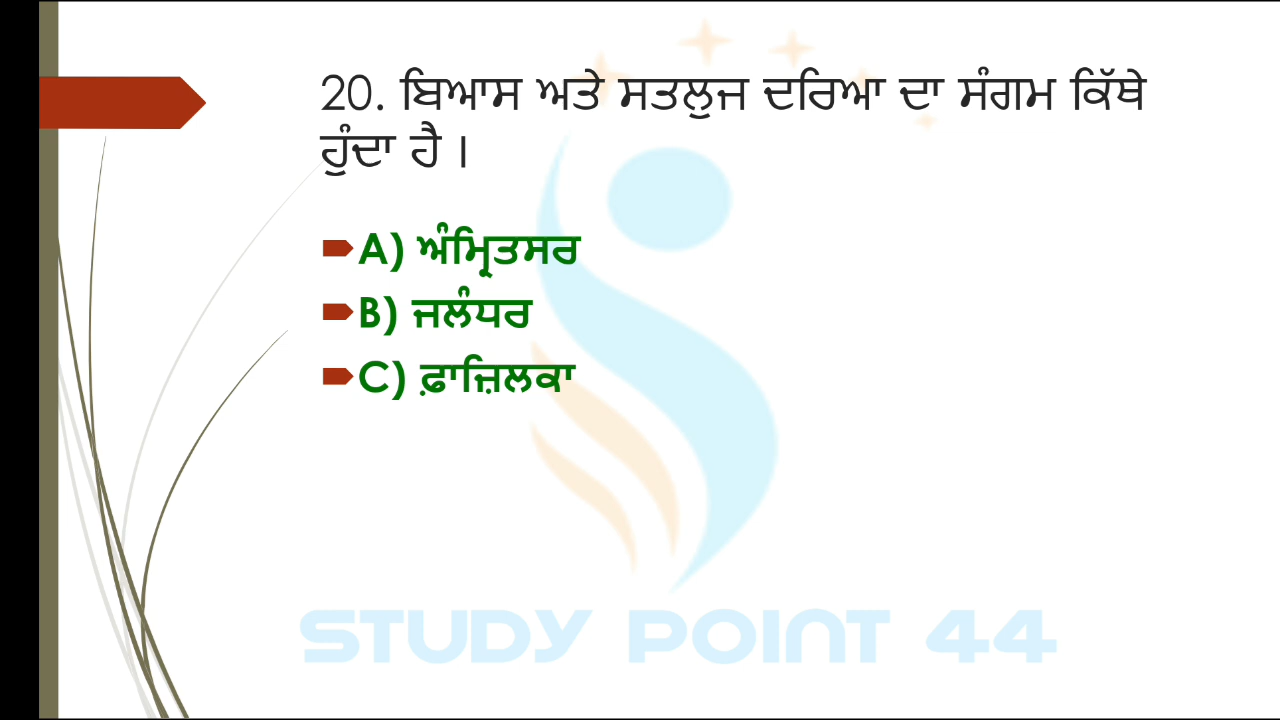 20. ਬਿਆਸ ਅਤੇ ਸਤਲੁਜ ਦਰਿਆ ਦਾ ਸੰਗਮ ਕਿੱਥੇ
ਹੁੰਦਾ ਹੈ ।
A) ਅੰਮ੍ਰਿਤਸਰ
B) ਜਲੰਧਰ
C) ਫ਼ਾਜ਼ਿਲਕਾ
STUDY POINT 44